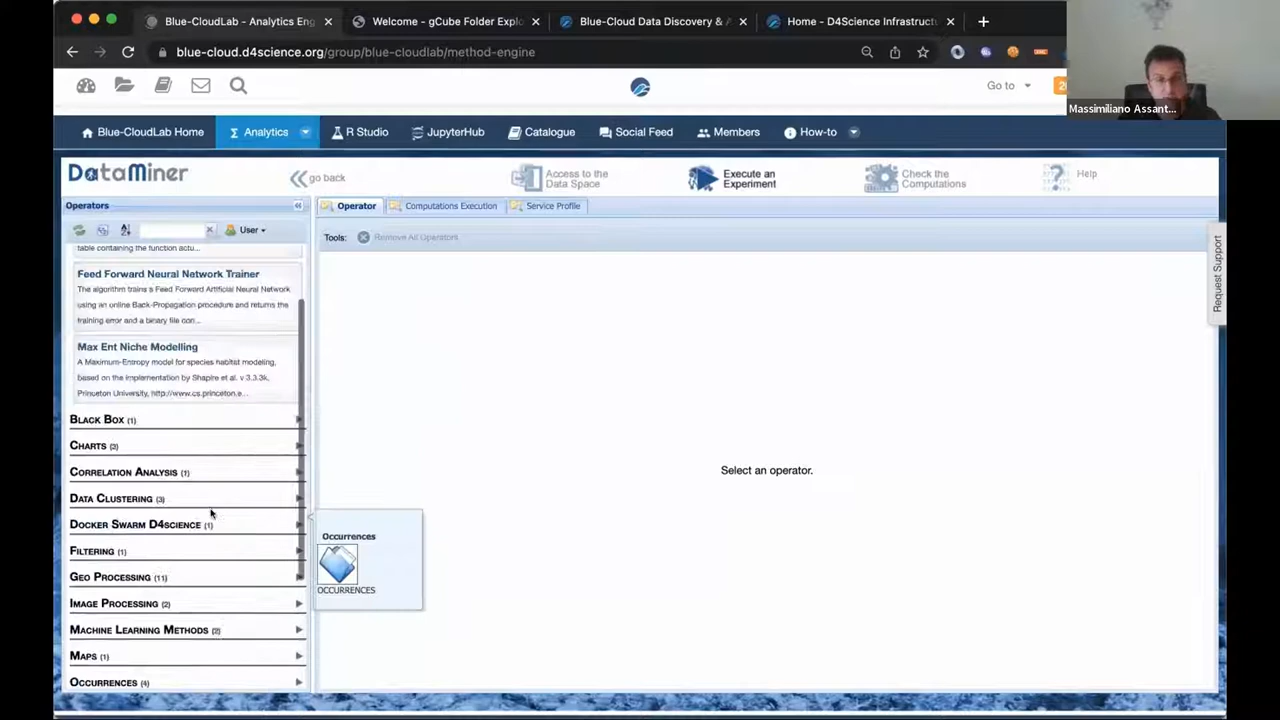 Blue-CloudLab - Analytics Eng
Welcome - gCube Folder Explo
Blue-Cloud Data Discovery & A
Home - D4Science Infrastructu
blue-cloud.d4science.org/group/blue-cloudlab/method-engine
Go to
Massimiliano Assant...
Blue-CloudLab Home
Analytics
R Studio
JupyterHub
Catalogue
Social Feed
Members
How-to
DataMiner
go back
Access to the
Data Space
Execute an
Experiment
Check the
Computations
Help
Operators
Operator
Computations Execution
Service Profile
User
Tools:
Remove All Operators
Request Support
table containing the function actu...
Feed Forward Neural Network Trainer
The algorithm trains a Feed Forward Artificial Neural Network
using an online Back-Propagation procedure and returns the
training error and a binary file con...
Max Ent Niche Modelling
A Maximum-Entropy model for species habitat modeling,
based on the implementation by Shapire et al. v 3.3.3k,
Princeton University, http://www.cs.princeton.e...
BLACK BOX (1)
CHARTS (3)
CORRELATION ANALYSIS (1)
DATA CLUSTERING (3)
DOCKER SWARM D4SCIENCE (1)
FILTERING (1)
GEO PROCESSING (11)
IMAGE PROCESSING (2)
MACHINE LEARNING METHODS (2)
MAPS (1)
OCCURRENCES (4)
Select an operator.
Occurrences
OCCURRENCES